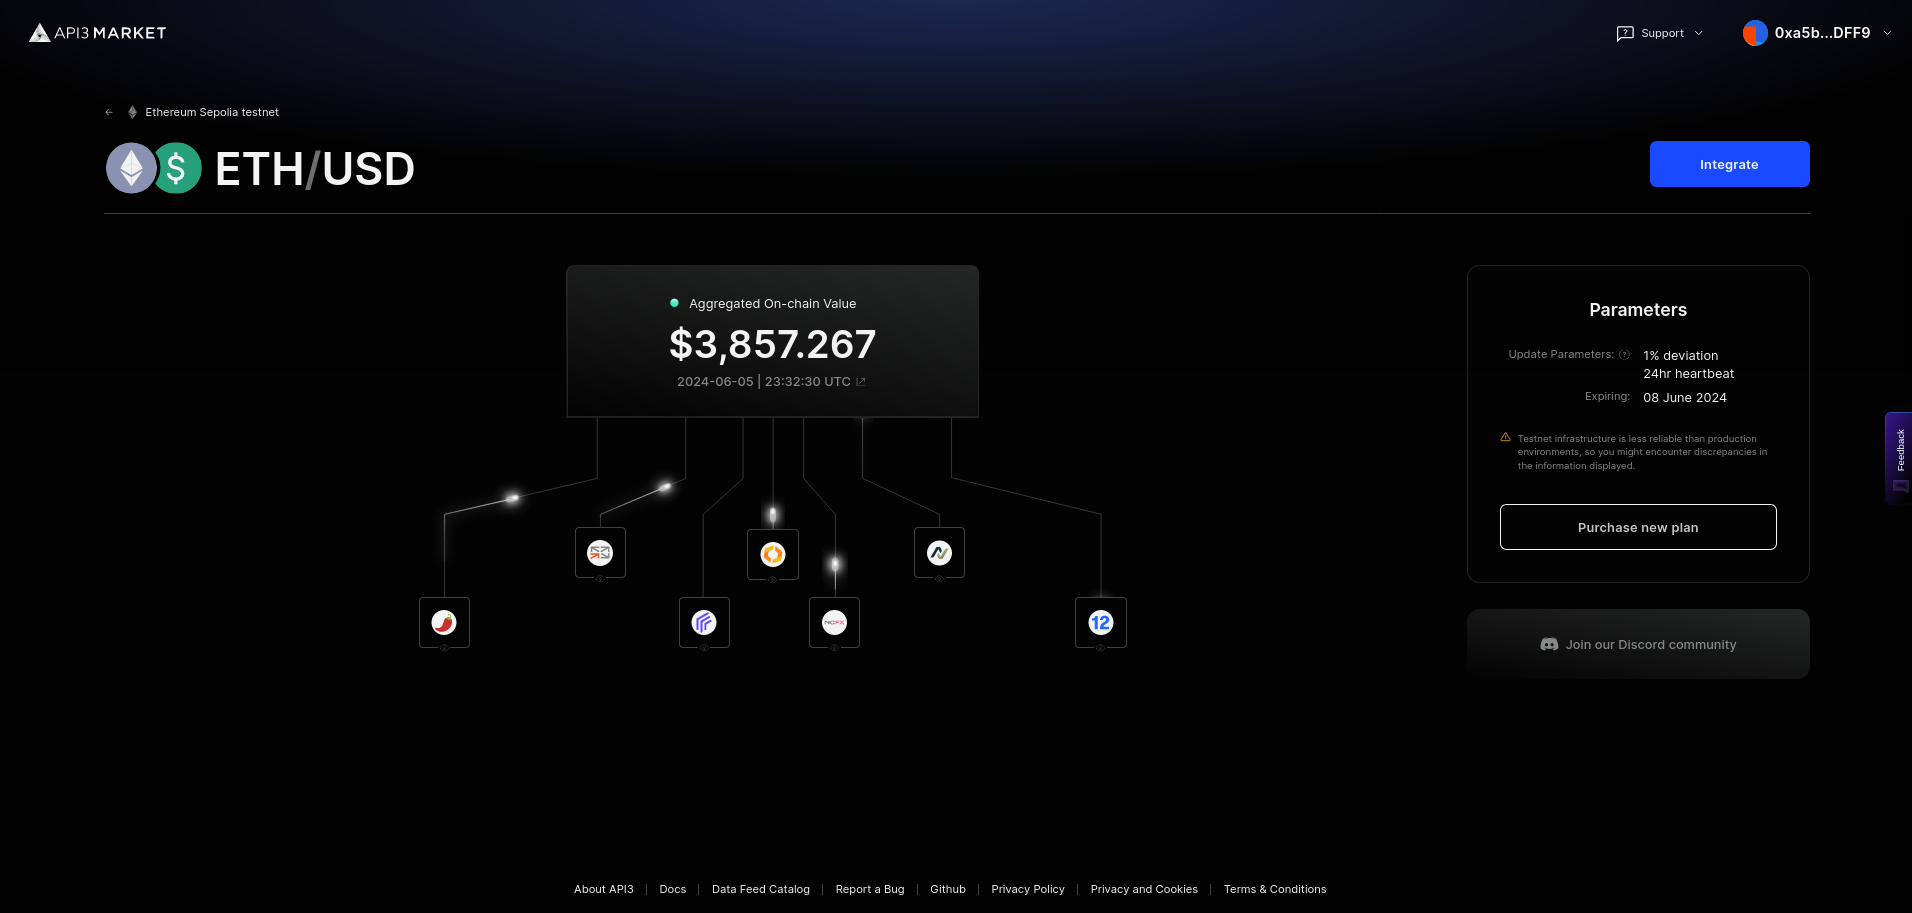 API3 MARKET
Support
0xa5b...DFF9
Ethereum Sepolia testnet
ETH/USD
Integrate
Aggregated On-chain Value
$3,857.267
2024-06-05 | 23:32:30 UTC
Parameters
Update Parameters: 1% deviation
24hr heartbeat
Expiring: 08 June 2024
Testnet infrastructure is less reliable than production
environments, so you might encounter discrepancies in
the information displayed.
Purchase new plan
Join our Discord community
Feedback
NCFX
12
About API3 | Docs | Data Feed Catalog | Report a Bug | Github | Privacy Policy | Privacy and Cookies | Terms & Conditions